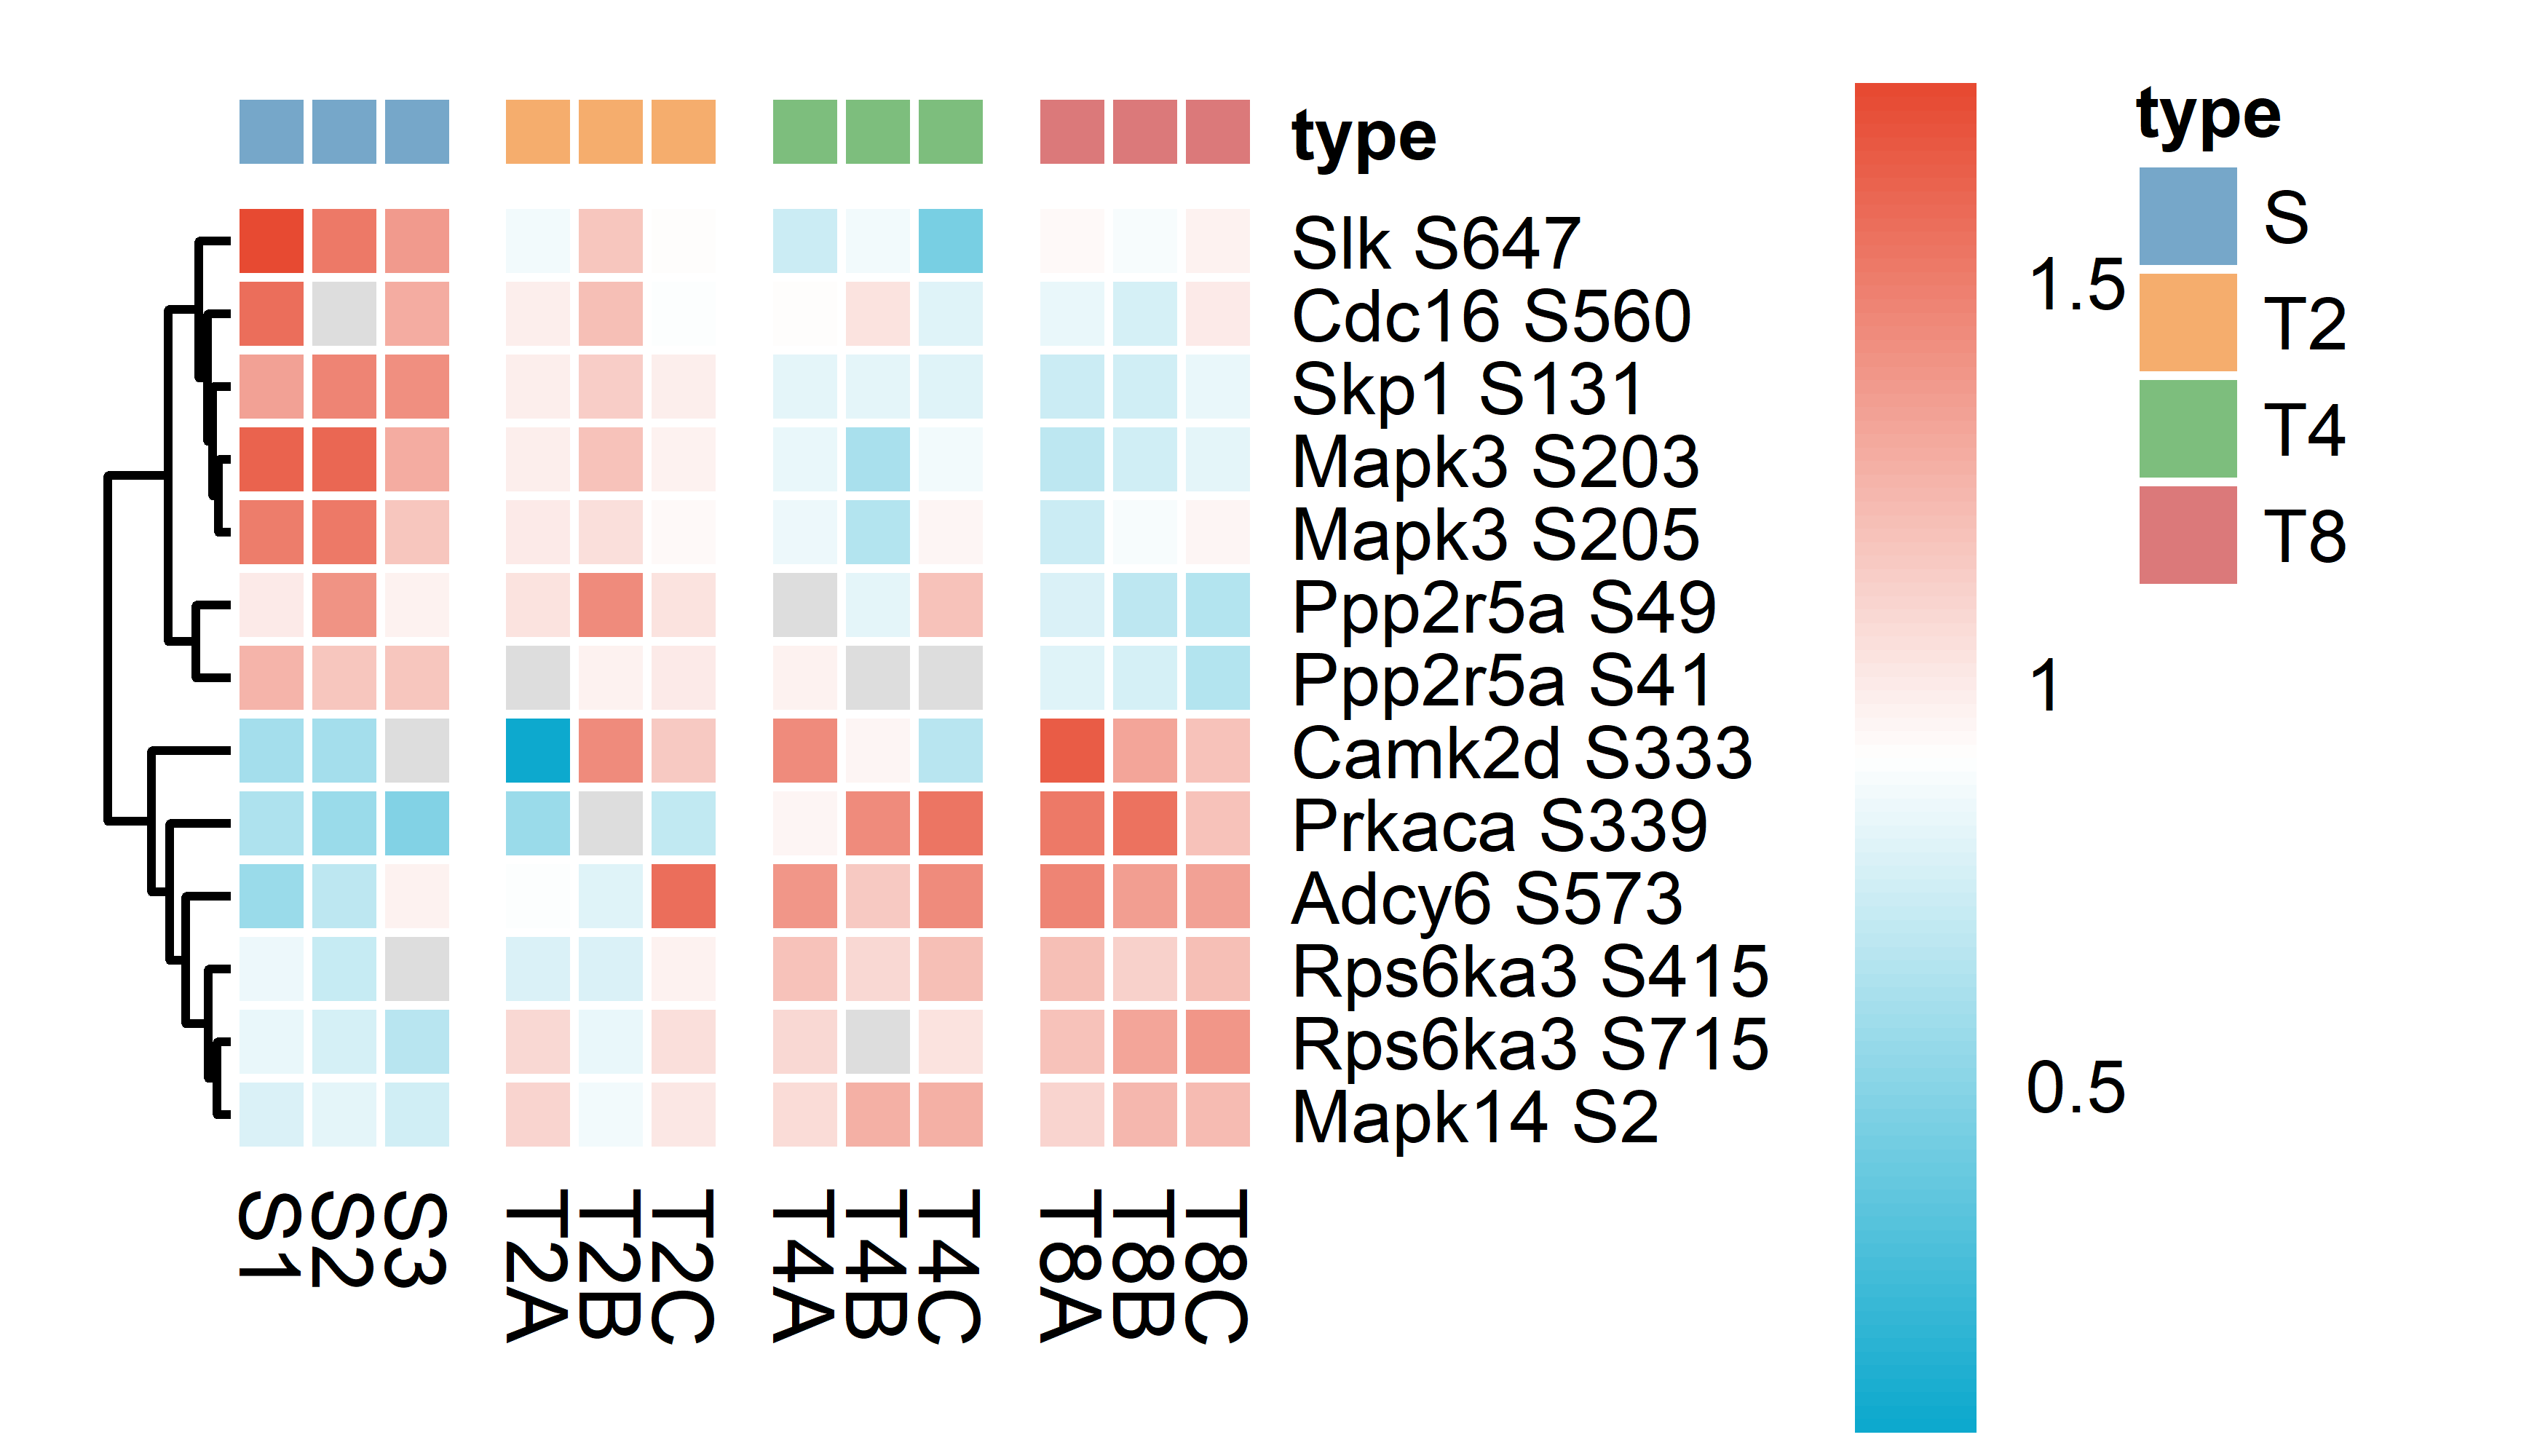 type
Slk S647
Cdc16 S560
Skp1 S131
Mapk3 S203
Mapk3 S205
Ppp2r5a S49
Ppp2r5a S41
Camk2d S333
Prkaca S339
Adcy6 S573
Rps6ka3 S415
Rps6ka3 S715
Mapk14 S2
S1
S2
S3
T2A
T2B
T2C
T4A
T4B
T4C
T8A
T8B
T8C
1.5
1
0.5
type
S
T2
T4
T8